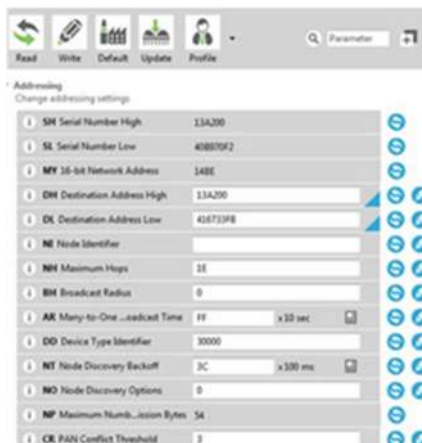 Read Write Default Update Profile Parameter
Addressing
Change addressing settings
i SH Serial Number High 13A200
i SL Serial Number Low 408B70F2
i MY 16-bit Network Address 14BE
i DH Destination Address High 13A200
i DL Destination Address Low 416733FB
i NI Node Identifier
i NH Maximum Hops 1E
i BH Broadcast Radius 0
i AR Many-to-One ...oadcast Time FF x 10 sec
i DD Device Type Identifier 30000
i NT Node Discovery Backoff 3C x 100 ms
i NO Node Discovery Options 0
i NP Maximum Numb...ission Bytes 54
i CR PAN Conflict Threshold 3